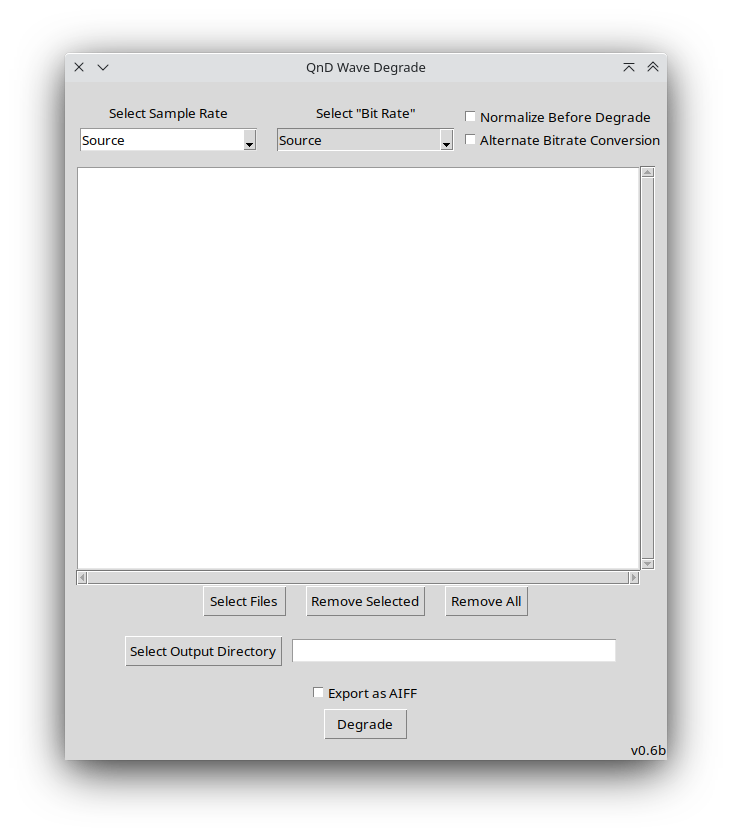 QnD Wave Degrade
Select Sample Rate
Select "Bit Rate"
Normalize Before Degrade
Source
Source
Alternate Bitrate Conversion
Select Files
Remove Selected
Remove All
Select Output Directory
Export as AIFF
Degrade
v0.6b